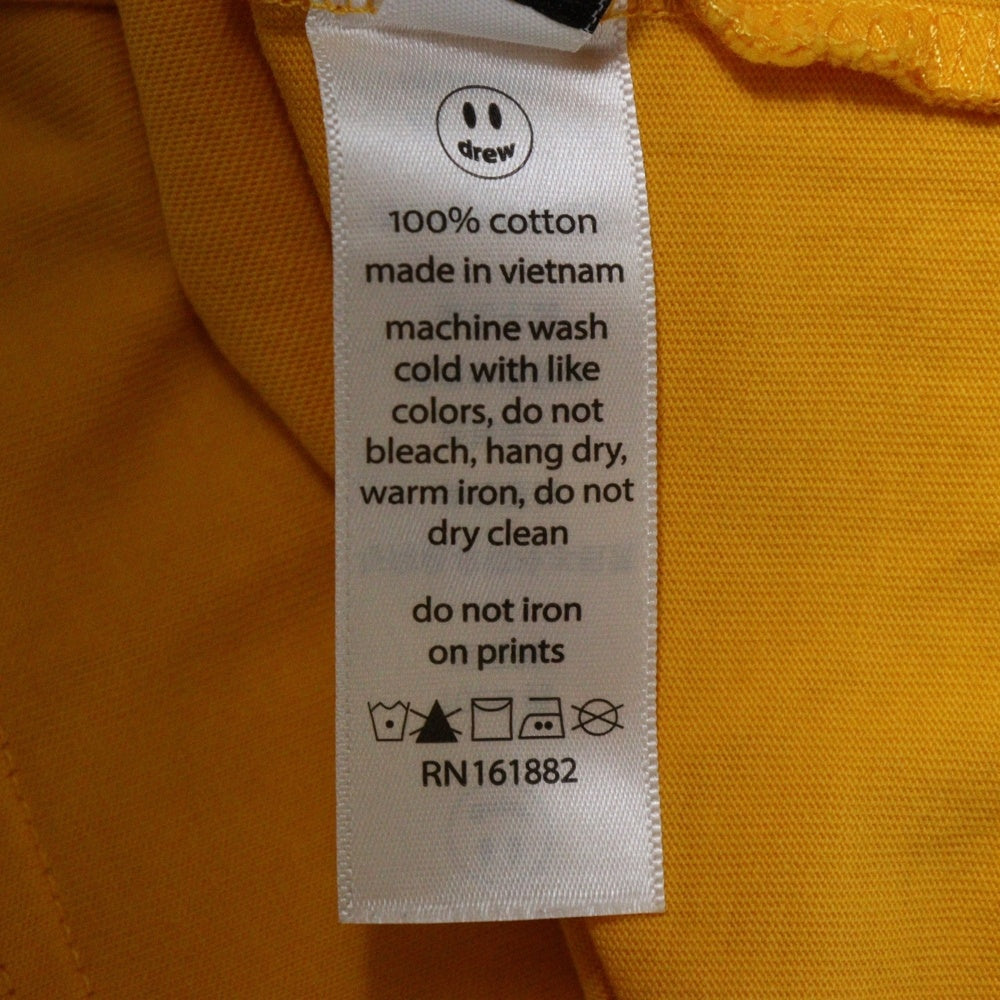 drew
100% cotton
made in vietnam
machine wash
cold with like
colors, do not
bleach, hang dry,
warm iron, do not
dry clean
do not iron
on prints
RN161882